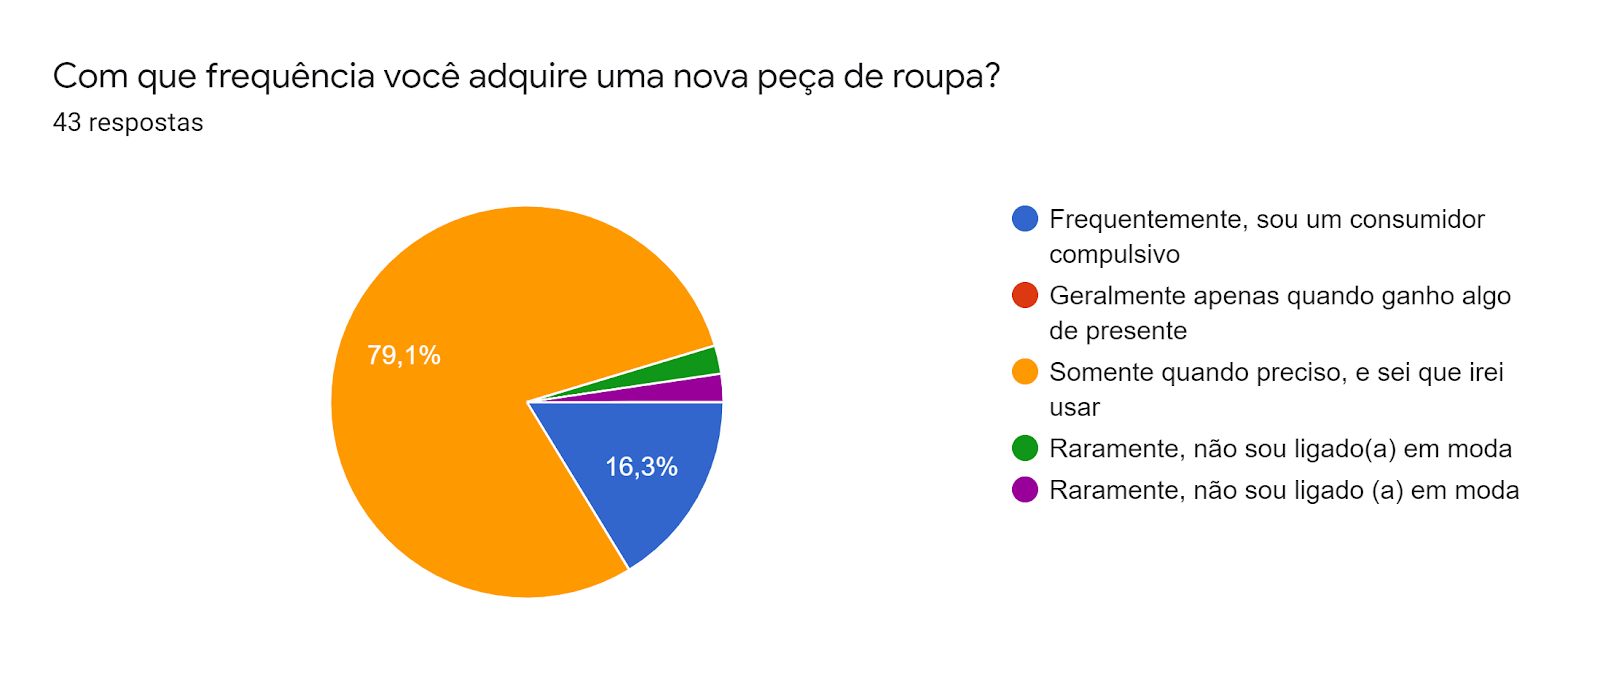 Com que frequência você adquire uma nova peça de roupa?
43 respostas
79,1%
16,3%
Frequentemente, sou um consumidor
compulsivo
Geralmente apenas quando ganho algo
de presente
Somente quando preciso, e sei que irei
usar
Raramente, não sou ligado(a) em moda
Raramente, não sou ligado (a) em moda